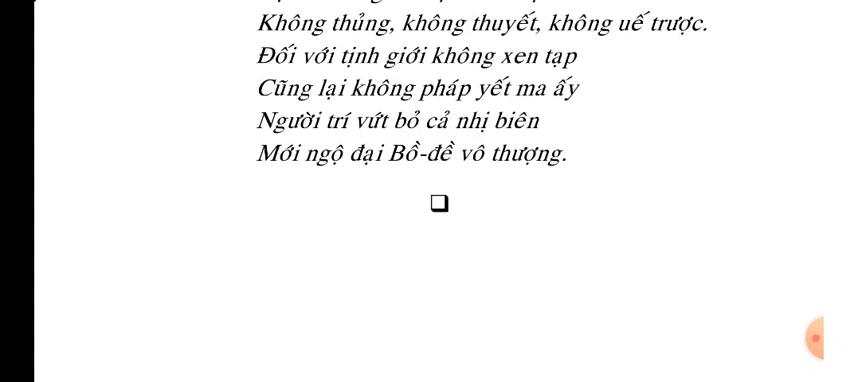 Không thủng, không thuyết, không uế trược.
Đối với tịnh giới không xen tạp
Cũng lại không pháp yết ma ấy
Người trí vứt bỏ cả nhị biên
Mới ngộ đại Bồ-đề vô thượng.